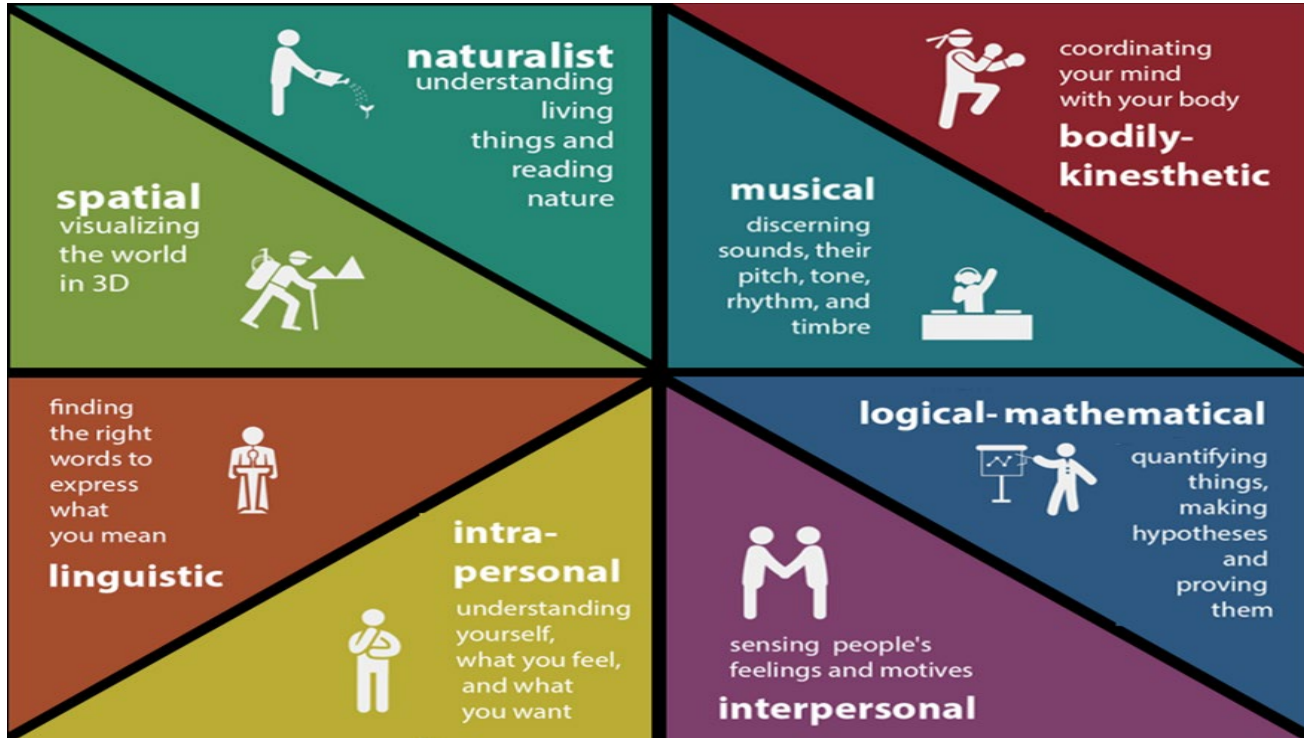 naturalist
understanding
living
things and
reading
nature
spatial
visualizing
the world
in 3D
coordinating
your mind
with your body
bodily-
kinesthetic
musical
discerning
sounds, their
pitch, tone,
rhythm, and
timbre
finding
the right
words to
express
what
you mean
linguistic
intra-
personal
understanding
yourself,
what you feel,
and what
you want
logical-mathematical
quantifying
things,
making
hypotheses
and
proving
them
sensing people's
feelings and motives
interpersonal